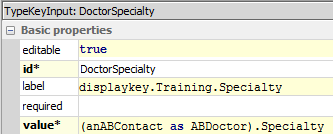 TypeKeyInput: DoctorSpecialty
Basic properties
editable true
id* DoctorSpecialty
label displaykey.Training.Specialty
required
value* (anABContact as ABDoctor).Specialty